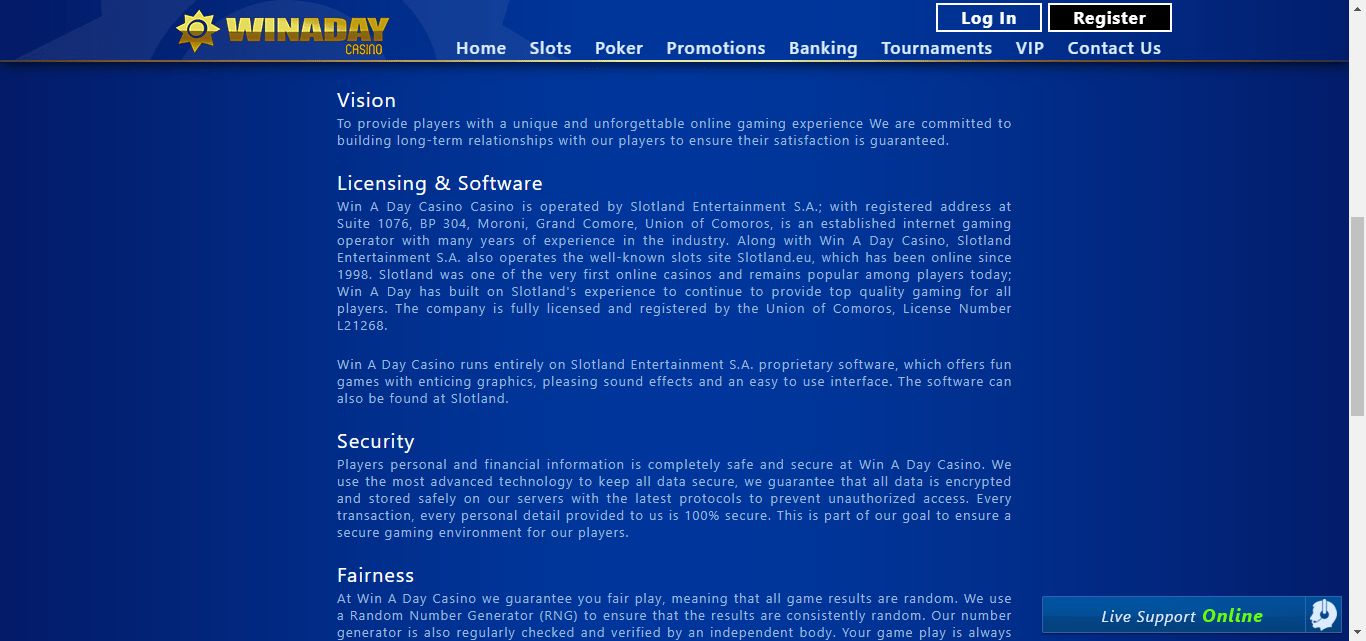 WINADAY
CASINO
Log In
Register
Home
Slots
Poker
Promotions
Banking
Tournaments
VIP
Contact Us
Vision
To provide players with a unique and unforgettable online gaming experience We are committed to
building long-term relationships with our players to ensure their satisfaction is guaranteed.
Licensing & Software
Win A Day Casino Casino is operated by Slotland Entertainment S.A.; with registered address at
Suite 1076, BP 304, Moroni, Grand Comore, Union of Comoros, is an established internet gaming
operator with many years of experience in the industry. Along with Win A Day Casino, Slotland
Entertainment S.A. also operates the well-known slots site Slotland.eu, which has been online since
1998. Slotland was one of the very first online casinos and remains popular among players today;
Win A Day has built on Slotland's experience to continue to provide top quality gaming for all
players. The company is fully licensed and registered by the Union of Comoros, License Number
L21268.
Win A Day Casino runs entirely on Slotland Entertainment S.A. proprietary software, which offers fun
games with enticing graphics, pleasing sound effects and an easy to use interface. The software can
also be found at Slotland.
Security
Players personal and financial information is completely safe and secure at Win A Day Casino. We
use the most advanced technology to keep all data secure, we guarantee that all data is encrypted
and stored safely on our servers with the latest protocols to prevent unauthorized access. Every
transaction, every personal detail provided to us is 100% secure. This is part of our goal to ensure a
secure gaming environment for our players.
Fairness
At Win A Day Casino we guarantee you fair play, meaning that all game results are random. We use
a Random Number Generator (RNG) to ensure that the results are consistently random. Our number
generator is also regularly checked and verified by an independent body. Your game play is always
Live Support Online